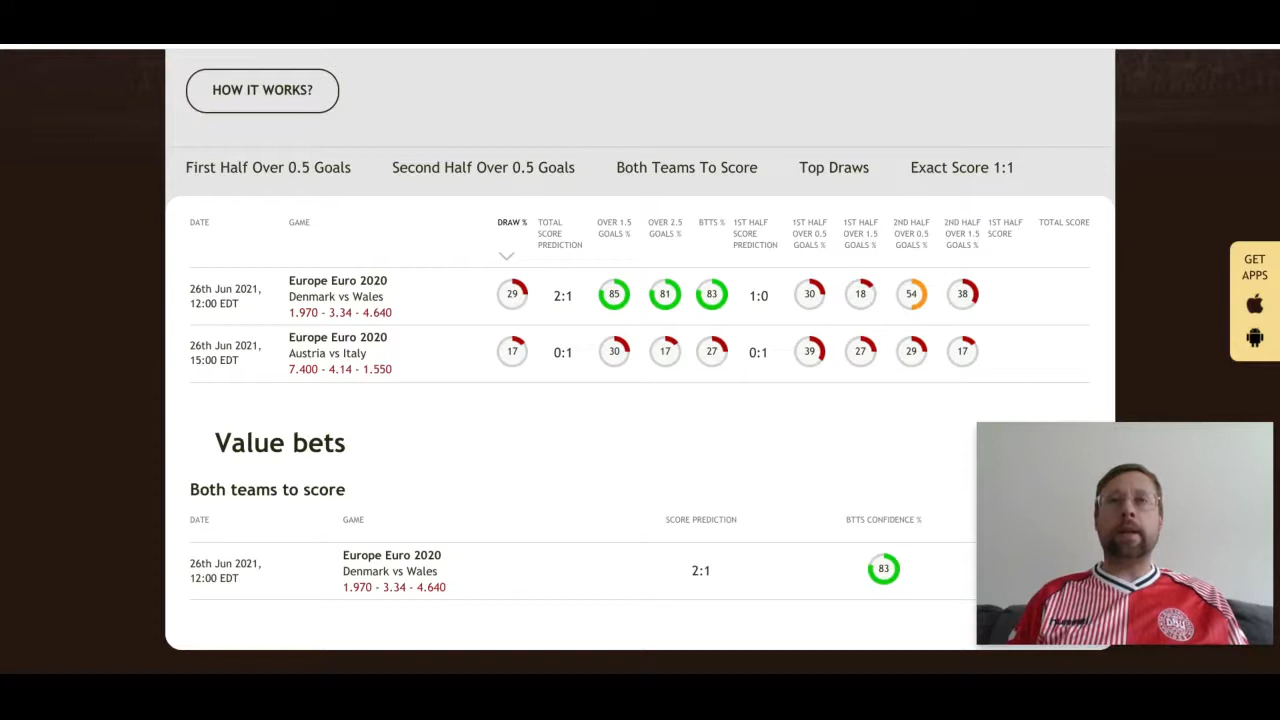 HOW IT WORKS?
First Half Over 0.5 Goals Second Half Over 0.5 Goals Both Teams To Score Top Draws Exact Score 1:1
DATE GAME DRAW % TOTAL SCORE PREDICTION OVER 1.5 GOALS % OVER 2.5 GOALS % BTTS % 1ST HALF SCORE PREDICTION 1ST HALF OVER 0.5 GOALS % 1ST HALF OVER 1.5 GOALS % 2ND HALF OVER 0.5 GOALS % 2ND HALF OVER 1.5 GOALS % 1ST HALF SCORE TOTAL SCORE
26th Jun 2021,
12:00 EDT
Europe Euro 2020
Denmark vs Wales
1.970 - 3.34 - 4.640
29 2:1 85 81 83 1:0 30 18 54 38
26th Jun 2021,
15:00 EDT
Europe Euro 2020
Austria vs Italy
7.400 - 4.14 - 1.550
17 0:1 30 17 27 0:1 39 27 29 17
GET
APPS
Value bets
Both teams to score
DATE GAME SCORE PREDICTION BTTS CONFIDENCE %
26th Jun 2021,
12:00 EDT
Europe Euro 2020
Denmark vs Wales
1.970 - 3.34 - 4.640
2:1 83
hummel
DBU